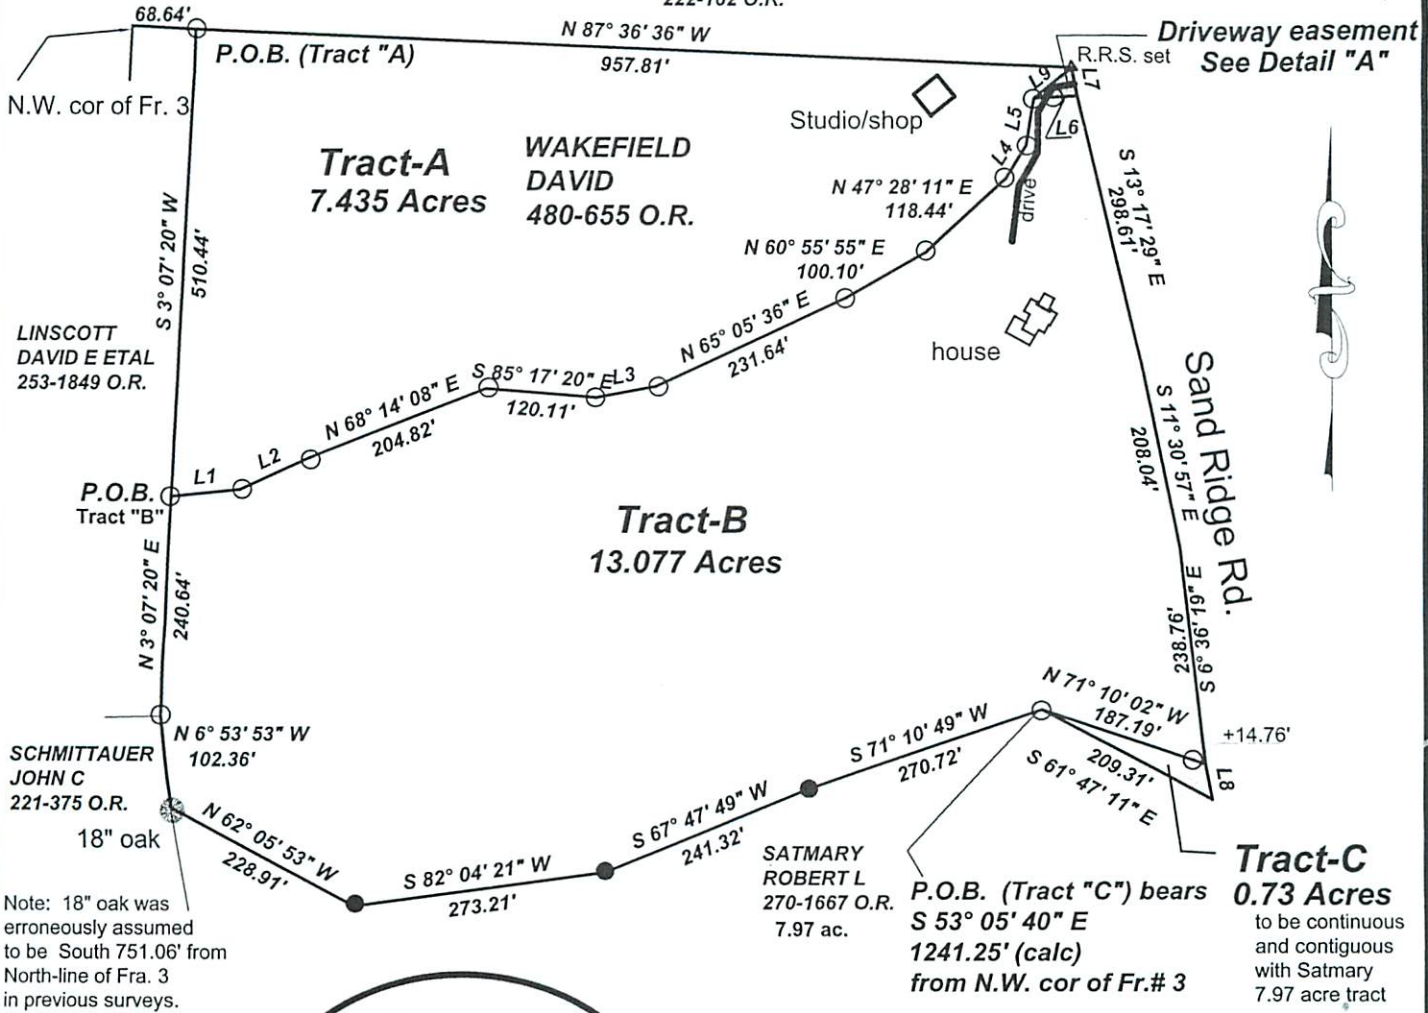 222-102 O.R.
68.64'
P.O.B. (Tract "A)
N 87° 36' 36" W
957.81'
Driveway easement
See Detail "A"
R.R.S. set
N.W. cor of Fr. 3
L9
L7
L5
L6
L4
Studio/shop
Tract-A
7.435 Acres
WAKEFIELD
DAVID
480-655 O.R.
N 47° 28' 11" E
118.44'
drive
S 13° 17' 29" E
298.61'
S 3° 07' 20" W
510.44'
N 60° 55' 55" E
100.10'
LINSCOTT
DAVID E ETAL
253-1849 O.R.
N 65° 05' 36" E
231.64'
house
Sand Ridge Rd.
S 85° 17' 20" E
120.11'
L3
N 68° 14' 08" E
204.82'
S 11° 30' 57" E
208.04'
L1
L2
P.O.B.
Tract "B"
Tract-B
13.077 Acres
N 3° 07' 20" E
240.64'
S 6° 36' 19" E
238.76'
N 71° 10' 02" W
187.19'
+14.76'
L8
209.31'
S 61° 47' 11" E
N 6° 53' 53" W
102.36'
S 71° 10' 49" W
270.72'
SCHMITTAUER
JOHN C
221-375 O.R.
18" oak
N 62° 05' 53" W
228.91'
S 67° 47' 49" W
241.32'
S 82° 04' 21" W
273.21'
SATMARY
ROBERT L
270-1667 O.R.
7.97 ac.
P.O.B. (Tract "C") bears
S 53° 05' 40" E
1241.25' (calc)
from N.W. cor of Fr.# 3
Tract-C
0.73 Acres
to be continuous
and contiguous
with Satmary
7.97 acre tract
Note: 18" oak was
erroneously assumed
to be South 751.06' from
North-line of Fra. 3
in previous surveys.